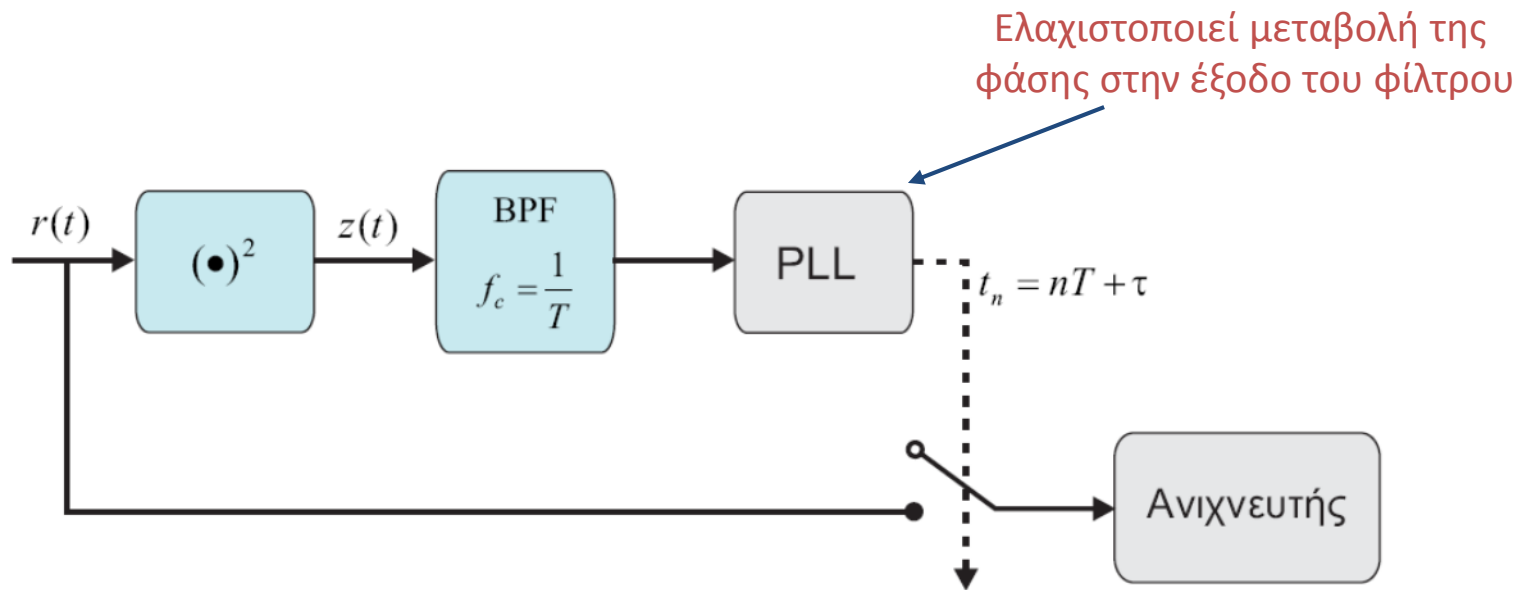 Ελαχιστοποιεί μεταβολή της
φάσης στην έξοδο του φίλτρου
r(t)
(•)²
z(t)
BPF
f_c = 1/T
PLL
t_n = nT + τ
Ανιχνευτής